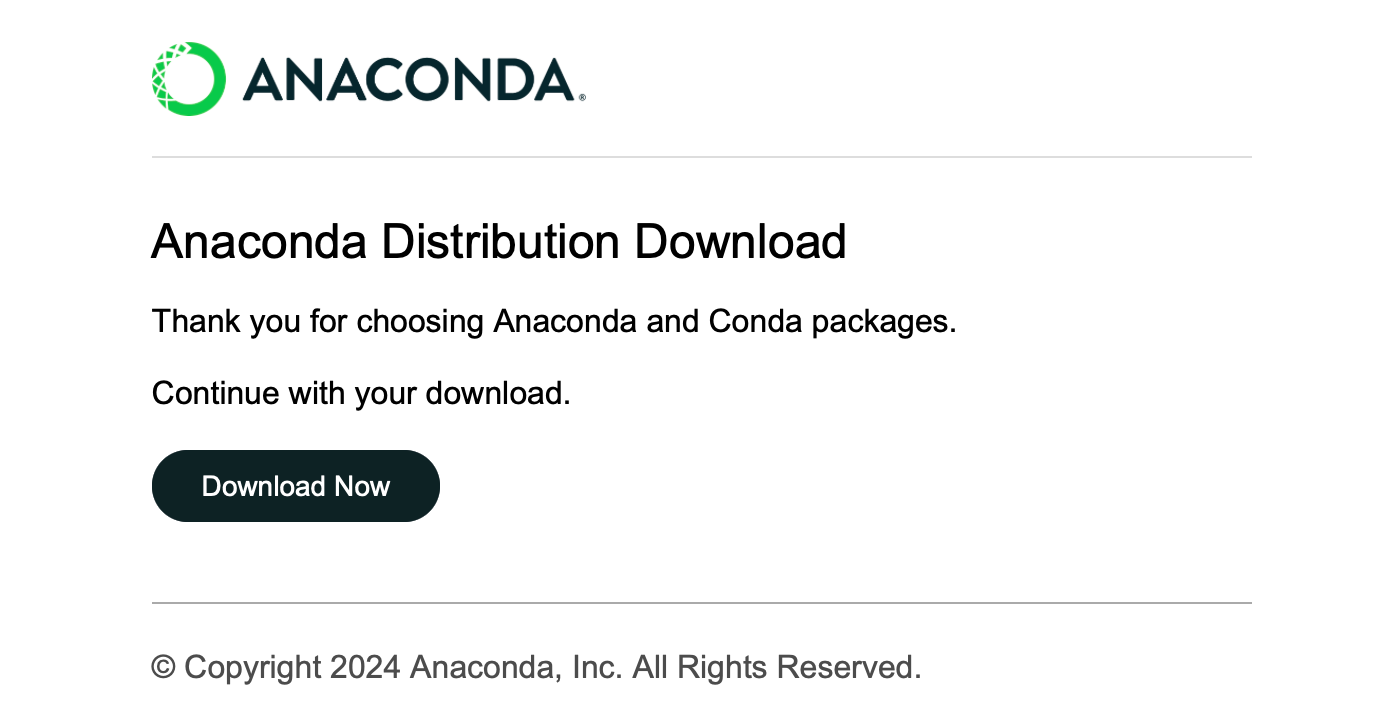 ANACONDA®
Anaconda Distribution Download
Thank you for choosing Anaconda and Conda packages.
Continue with your download.
Download Now
© Copyright 2024 Anaconda, Inc. All Rights Reserved.